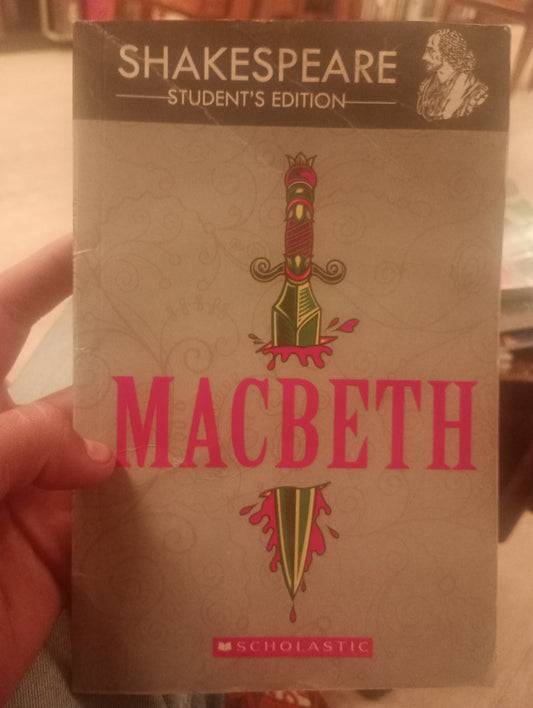 SHAKESPEARE
STUDENT'S EDITION
MACBETH
SCHOLASTIC